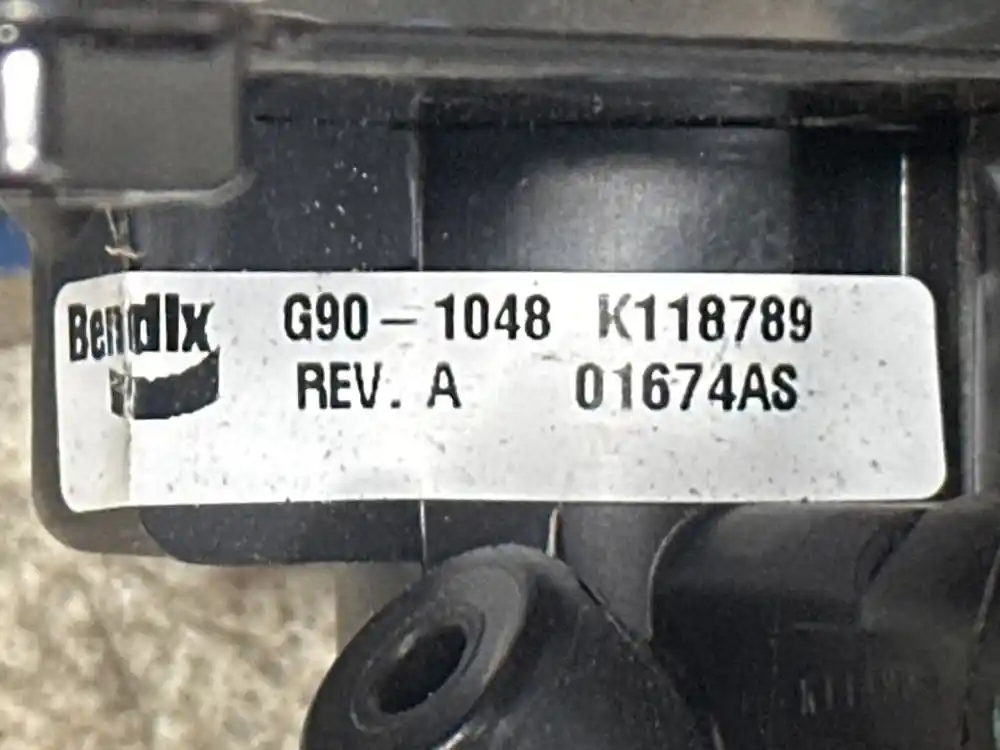 Bendix
G90-1048 K118789
REV. A 01674AS